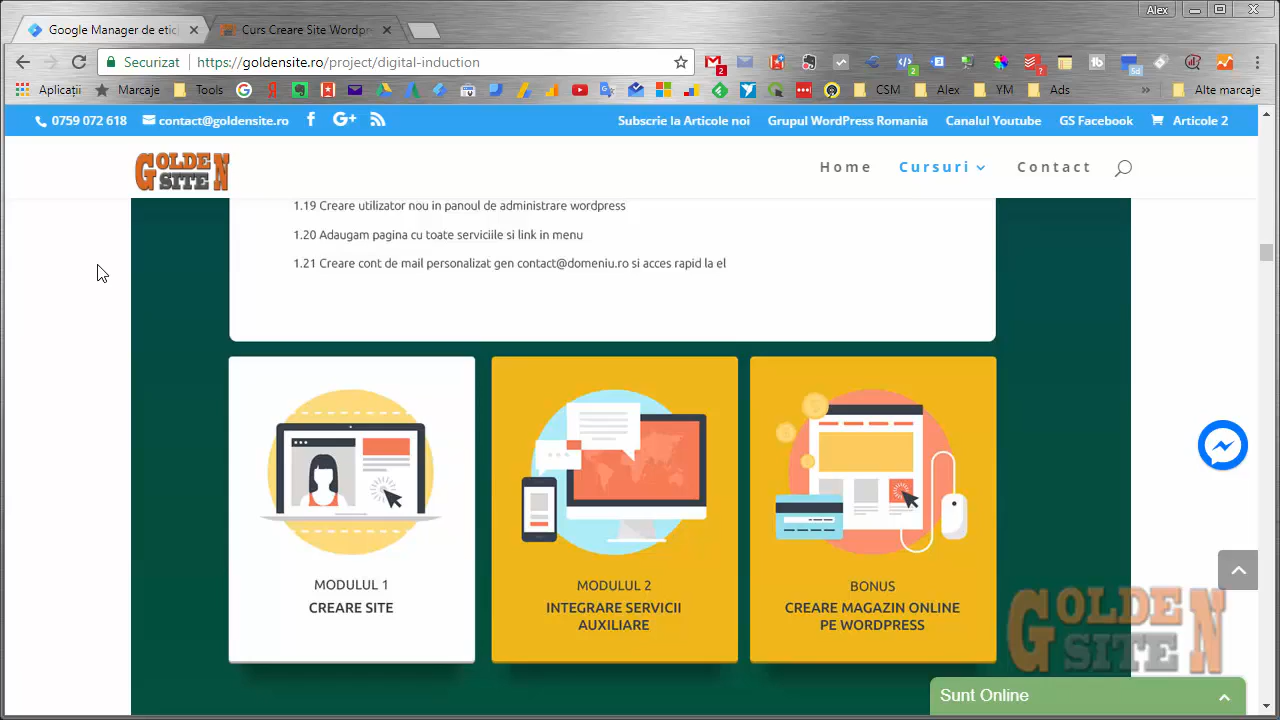 Alex
Google Manager de etic
Curs Creare Site Wordpr
Securizat
https://goldensite.ro/project/digital-induction
2
2
?
5d
Aplicații
Marcaje
Tools
CSM
Alex
YM
Ads
»
Alte marcaje
0759 072 618
contact@goldensite.ro
Subscrie la Articole noi
Grupul WordPress Romania
Canalul Youtube
GS Facebook
Articole 2
GOLDEN
SITE
Home
Cursuri
Contact
1.19 Creare utilizator nou in panoul de administrare wordpress
1.20 Adaugam pagina cu toate serviciile si link in menu
1.21 Creare cont de mail personalizat gen contact@domeniu.ro si acces rapid la el
MODULUL 1
CREARE SITE
MODULUL 2
INTEGRARE SERVICII
AUXILIARE
BONUS
CREARE MAGAZIN ONLINE
PE WORDPRESS
GOLDEN
SITE
Sunt Online